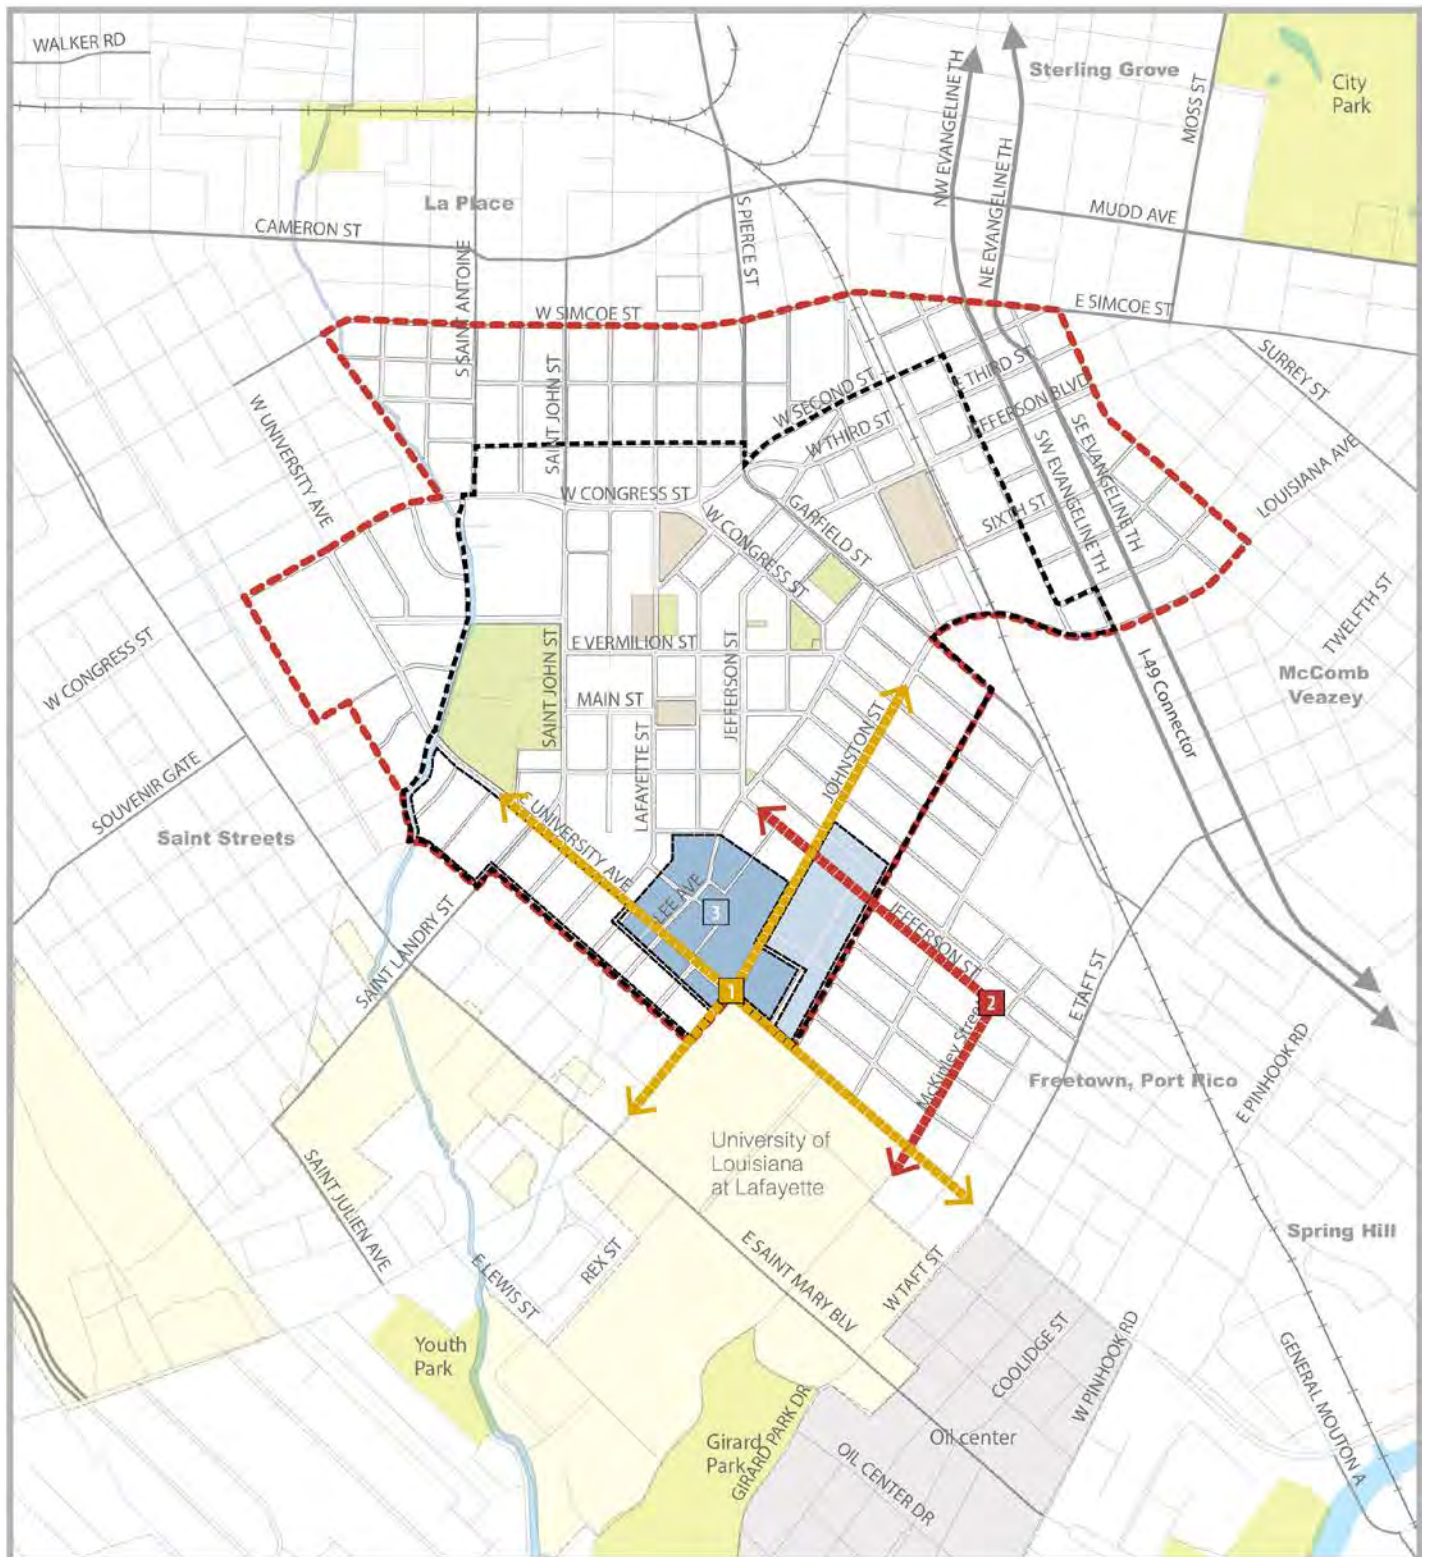 WALKER RD
Sterling Grove
City
Park
MOSS ST
NW EVANGELINE TH
NE EVANGELINE TH
La Place
MUDD AVE
CAMERON ST
S PIERCE ST
S SAINT ANTOINE
W SIMCOE ST
E SIMCOE ST
SURREY ST
W SECOND ST
E THIRD ST
JEFFERSON BLVD
SAINT JOHN ST
W UNIVERSITY AVE
W THIRD ST
SE EVANGELINE TH
SW EVANGELINE TH
LOUISIANA AVE
W CONGRESS ST
GARFIELD ST
SIXTH ST
W CONGRESS ST
TWELFTH ST
W CONGRESS ST
E VERMILION ST
SAINT JOHN ST
JEFFERSON ST
McComb
Veazey
I-49 Connector
MAIN ST
LAFAYETTE ST
JOHNSTON ST
SOUVENIR GATE
Saint Streets
E UNIVERSITY AVE
LEE AVE
3
JEFFERSON ST
SAINT LANDRY ST
1
2
E TAFT ST
McKinley Street
Freetown, Port Rico
E PINHOOK RD
University of
Louisiana
at Lafayette
SAINT JULIEN AVE
Spring Hill
E LEWIS ST
REX ST
E SAINT MARY BLV
W TAFT ST
Youth
Park
COOLIDGE ST
W PINHOOK RD
GENERAL MOUTON A
Girard
Park
GIRARD PARK DR
Oil center
OIL CENTER DR